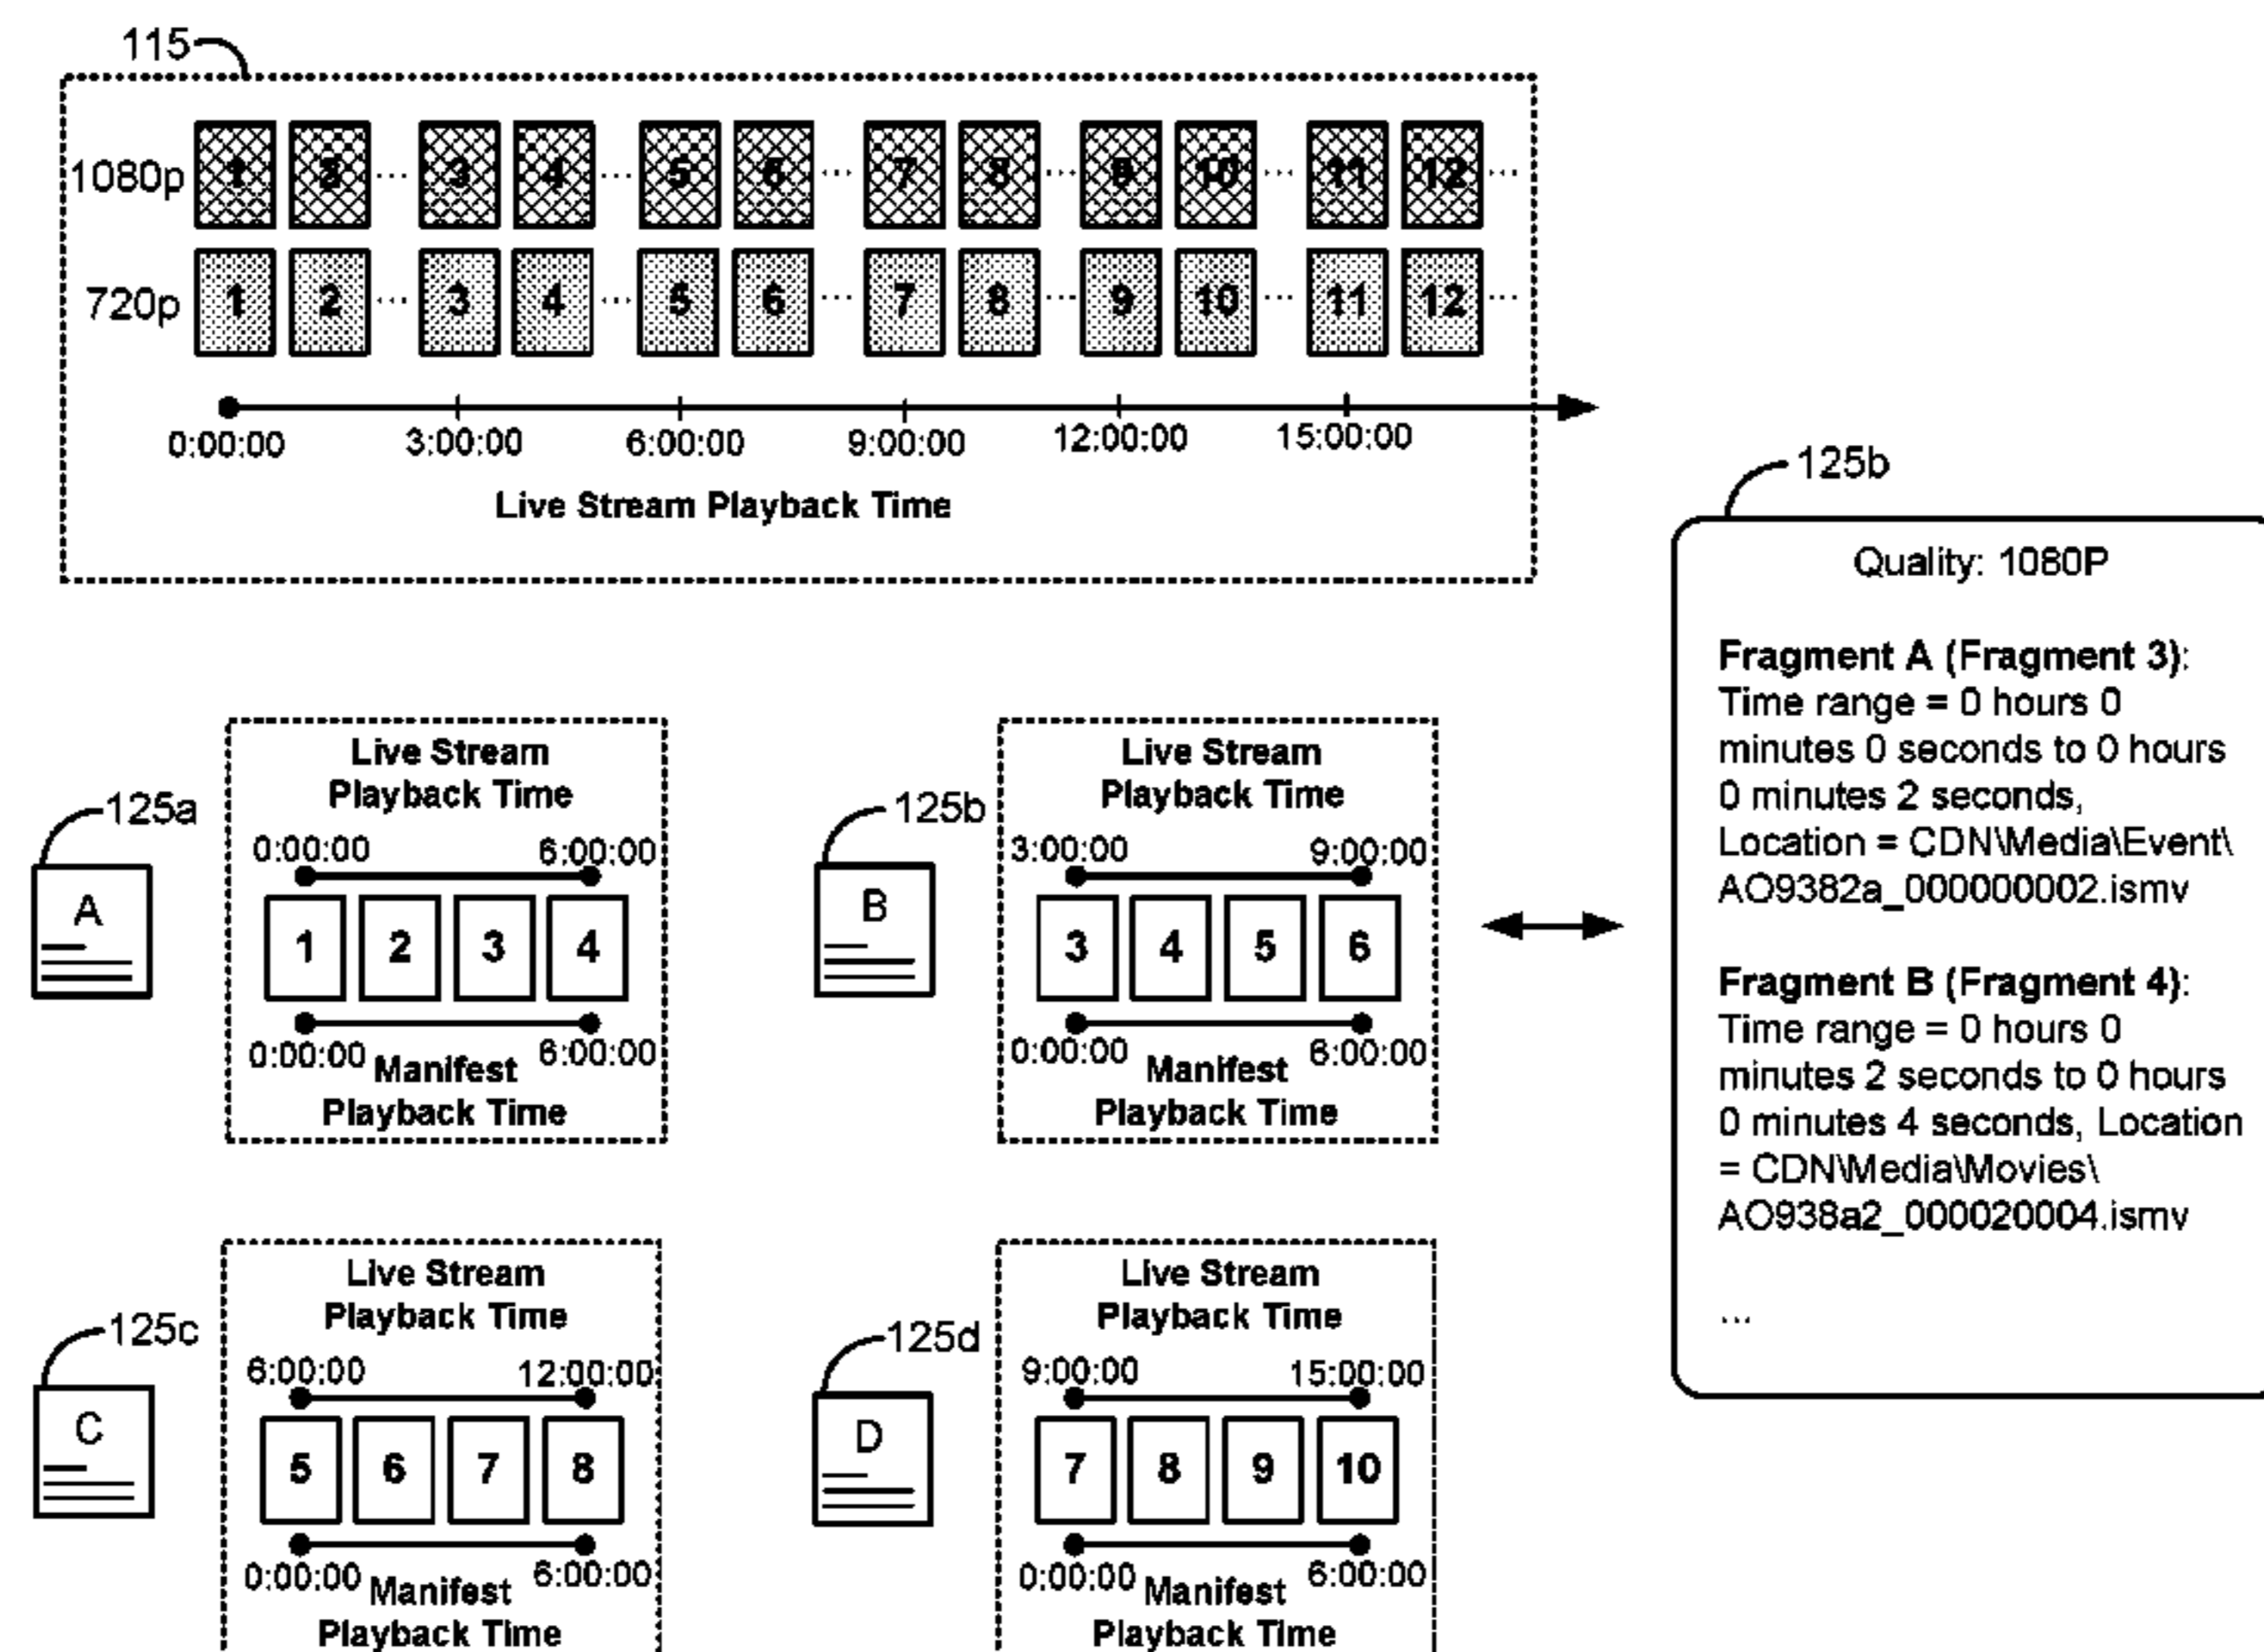 115
1080p 1 2 ... 3 4 ... 5 6 ... 7 8 ... 9 10 ... 11 12 ...
720p 1 2 ... 3 4 ... 5 6 ... 7 8 ... 9 10 ... 11 12 ...
0:00:00 3:00:00 6:00:00 9:00:00 12:00:00 15:00:00
Live Stream Playback Time
125b
Quality: 1080P
Fragment A (Fragment 3):
Time range = 0 hours 0
minutes 0 seconds to 0 hours
0 minutes 2 seconds,
Location = CDN\Media\Event\
AO9382a_000000002.ismv
Fragment B (Fragment 4):
Time range = 0 hours 0
minutes 2 seconds to 0 hours
0 minutes 4 seconds, Location
= CDN\Media\Movies\
AO938a2_000020004.ismv
...
125a
A
Live Stream
Playback Time
0:00:00 6:00:00
1 2 3 4
0:00:00 6:00:00
Manifest
Playback Time
125b
B
Live Stream
Playback Time
3:00:00 9:00:00
3 4 5 6
0:00:00 6:00:00
Manifest
Playback Time
125c
C
Live Stream
Playback Time
6:00:00 12:00:00
5 6 7 8
0:00:00 6:00:00
Manifest
Playback Time
125d
D
Live Stream
Playback Time
9:00:00 15:00:00
7 8 9 10
0:00:00 6:00:00
Manifest
Playback Time